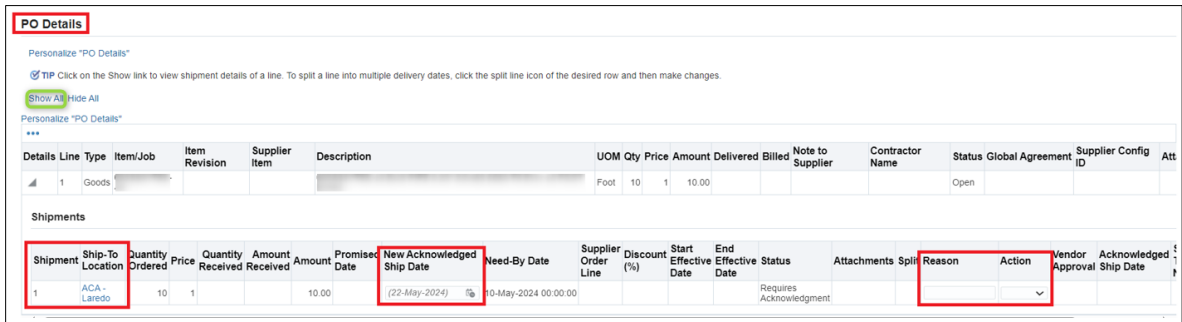 PO Details
Personalize "PO Details"
TIP Click on the Show link to view shipment details of a line. To split a line into multiple delivery dates, click the split line icon of the desired row and then make changes.
Show All Hide All
Personalize "PO Details"
Details Line Type Item/Job Item Revision Supplier Item Description UOM Qty Price Amount Delivered Billed Note to Supplier Contractor Name Status Global Agreement Supplier Config ID
1 Goods Foot 10 1 10.00 Open
Shipments
Shipment Ship-To Location Quantity Ordered Price Quantity Received Amount Received Amount Promised Date New Acknowledged Ship Date Need-By Date Supplier Order Line Discount (%) Start Effective Date End Effective Date Status Attachments Split Reason Action Vendor Approval Acknowledged Ship Date
1 ACA - Laredo 10 1 10.00 (22-May-2024) 10-May-2024 00:00:00 Requires Acknowledgment